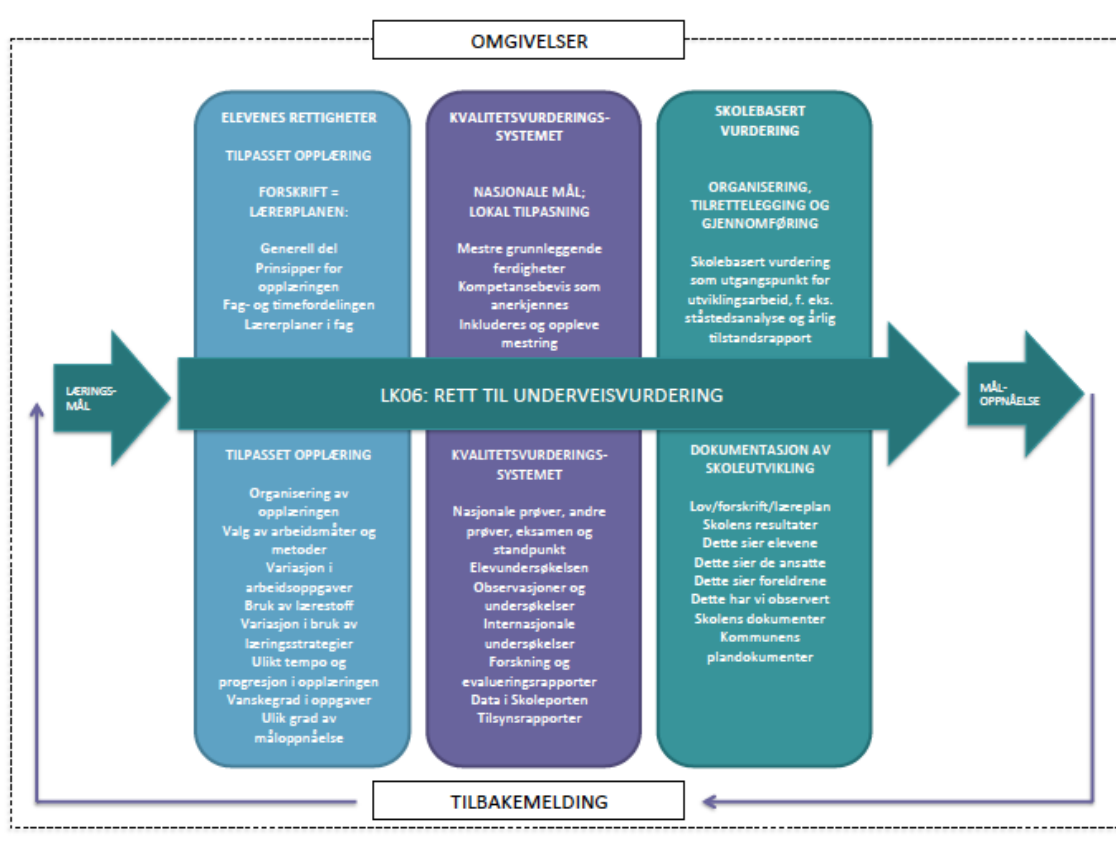 OMGIVELSER
ELEVENES RETTIGHETER
TILPASSET OPPLÆRING
FORSKRIFT =
LÆRERPLANEN:
Generell del
Prinsipper for
opplæringen
Fag- og timefordelingen
Lærerplaner i fag
KVALITETSVURDERINGS-
SYSTEMET
NASJONALE MÅL;
LOKAL TILPASNING
Mestre grunnleggende
ferdigheter
Kompetansebevis som
anerkjennes
Inkluderes og oppleve
mestring
SKOLEBASERT
VURDERING
ORGANISERING,
TILRETTELEGGING OG
GJENNOMFØRING
Skolebasert vurdering
som utgangspunkt for
utviklingsarbeid, f. eks.
ståstedsanalyse og årlig
tilstandsrapport
LÆRINGS-
MÅL
LK06: RETT TIL UNDERVEISVURDERING
MÅL-
OPPNÅELSE
TILPASSET OPPLÆRING
Organisering av
opplæringen
Valg av arbeidsmåter og
metoder
Variasjon i
arbeidsoppgaver
Bruk av lærestoff
Variasjon i bruk av
læringsstrategier
Ulikt tempo og
progresjon i opplæringen
Vanskegrad i oppgaver
Ulik grad av
måloppnåelse
KVALITETSVURDERINGS-
SYSTEMET
Nasjonale prøver, andre
prøver, eksamen og
standpunkt
Elevundersøkelsen
Observasjoner og
undersøkelser
Internasjonale
undersøkelser
Forskning og
evalueringsrapporter
Data i Skoleporten
Tilsynsrapporter
DOKUMENTASJON AV
SKOLEUTVIKLING
Lov/forskrift/læreplan
Skolens resultater
Dette sier elevene
Dette sier de ansatte
Dette sier foreldrene
Dette har vi observert
Skolens dokumenter
Kommunens
plandokumenter
TILBAKEMELDING